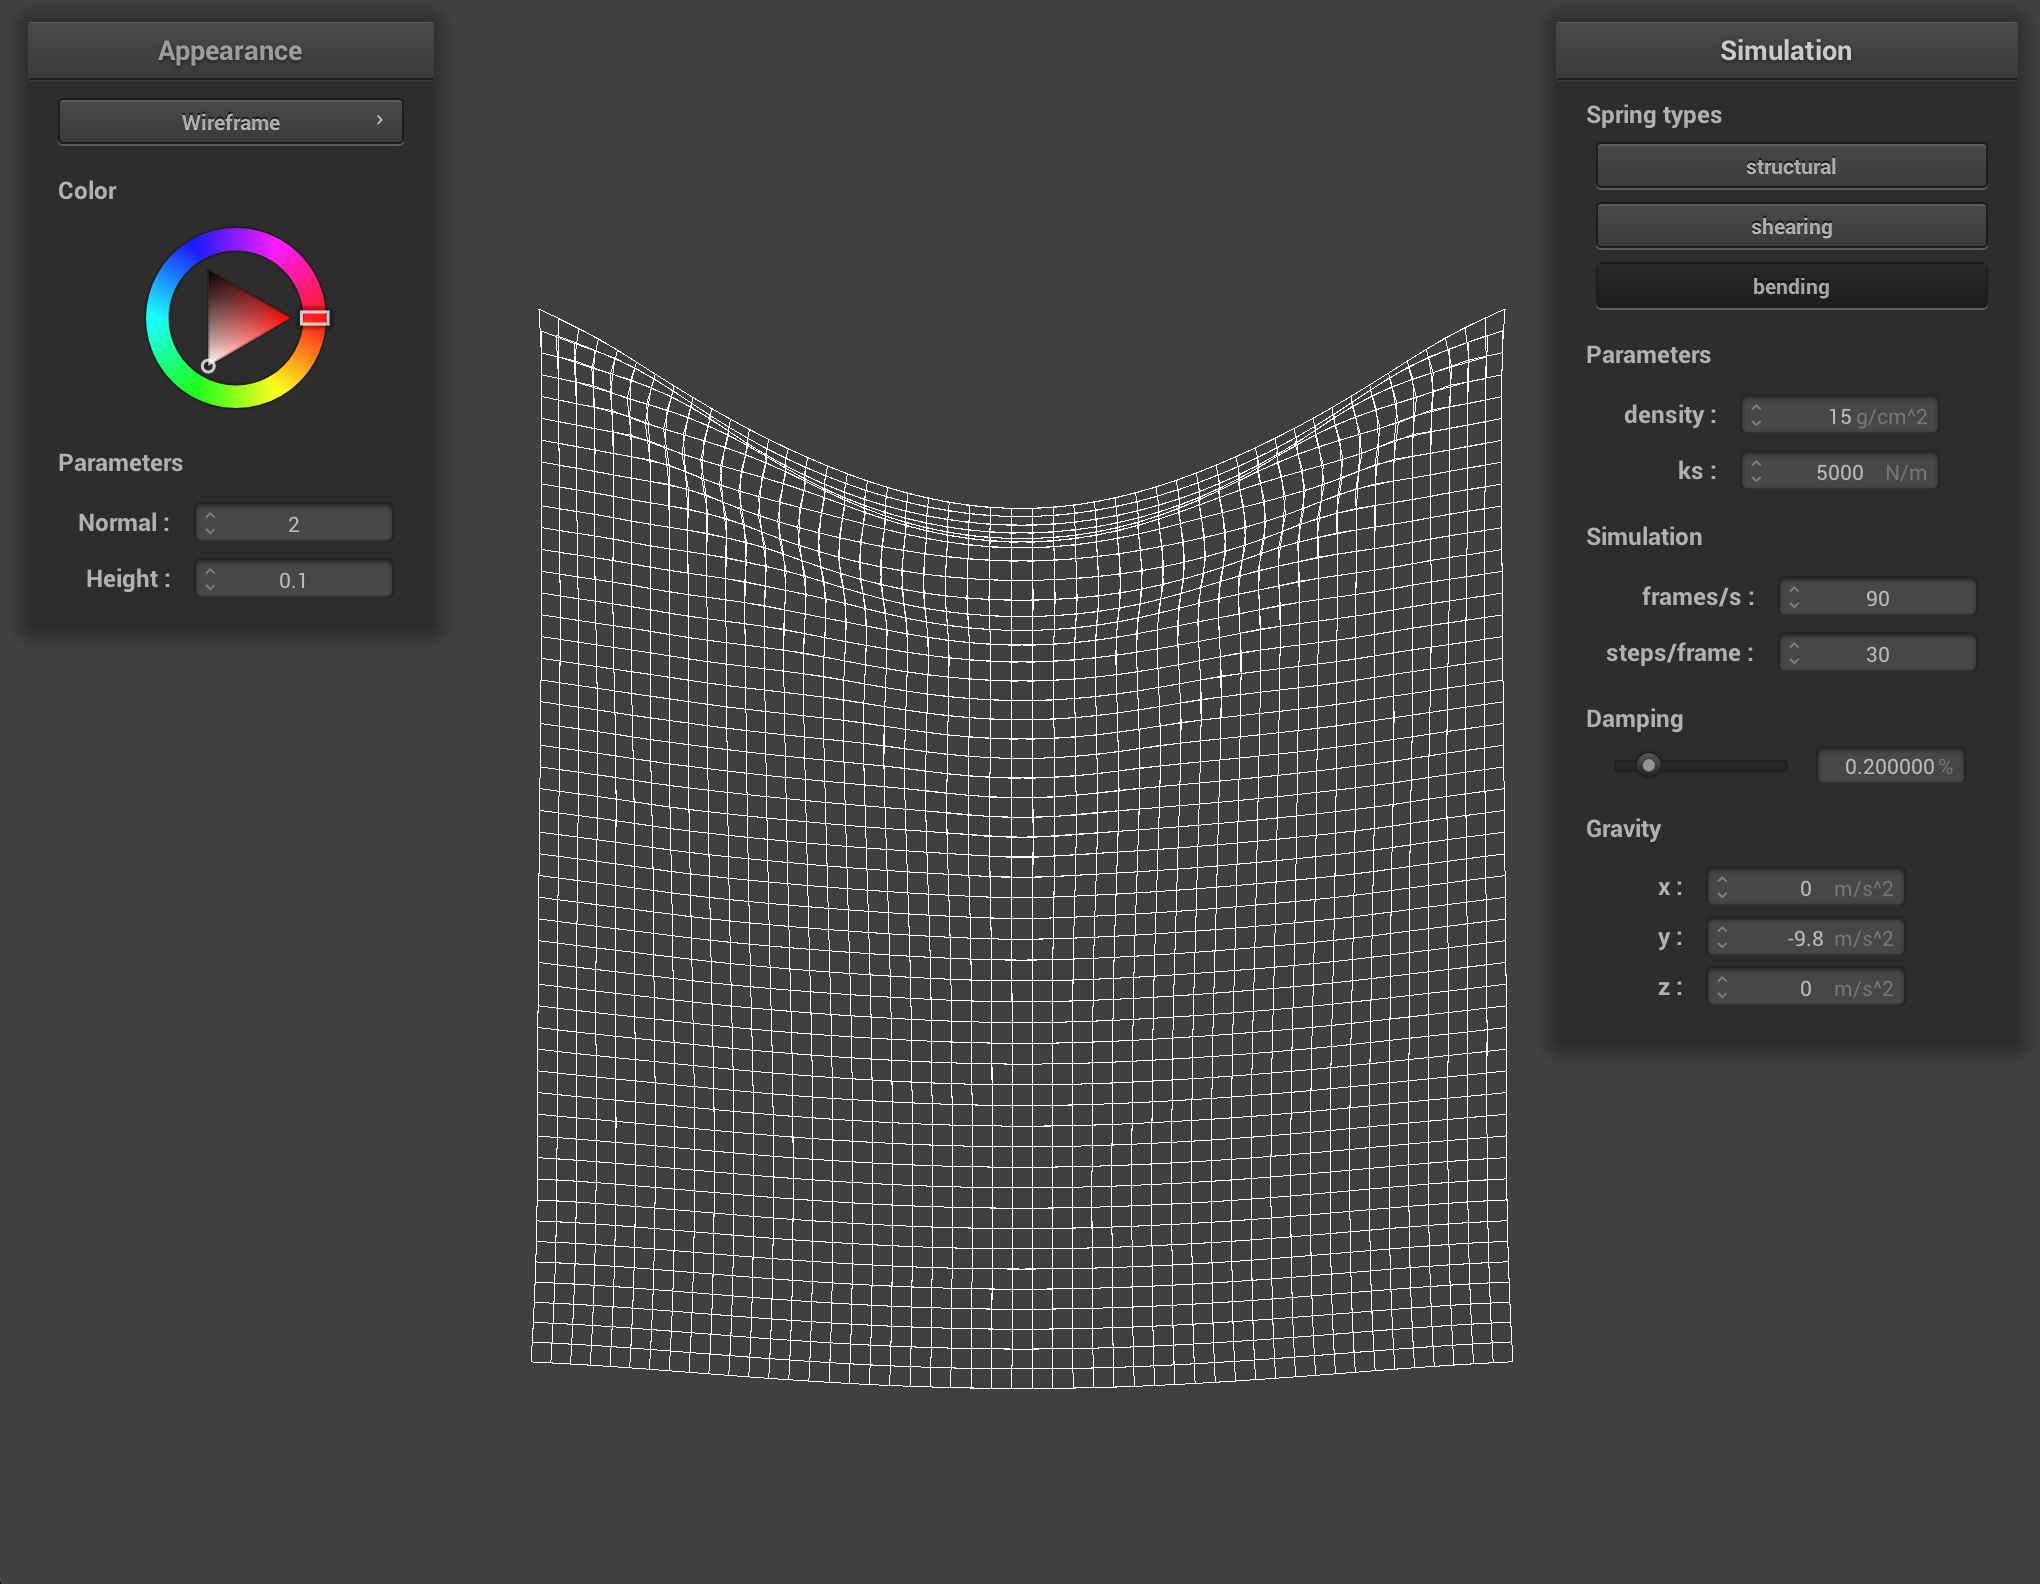 Appearance
Wireframe
Color
Parameters
Normal : 2
Height : 0.1
Simulation
Spring types
structural
shearing
bending
Parameters
density : 15 g/cm^2
ks : 5000 N/m
Simulation
frames/s : 90
steps/frame : 30
Damping
0.200000 %
Gravity
x : 0 m/s^2
y : -9.8 m/s^2
z : 0 m/s^2